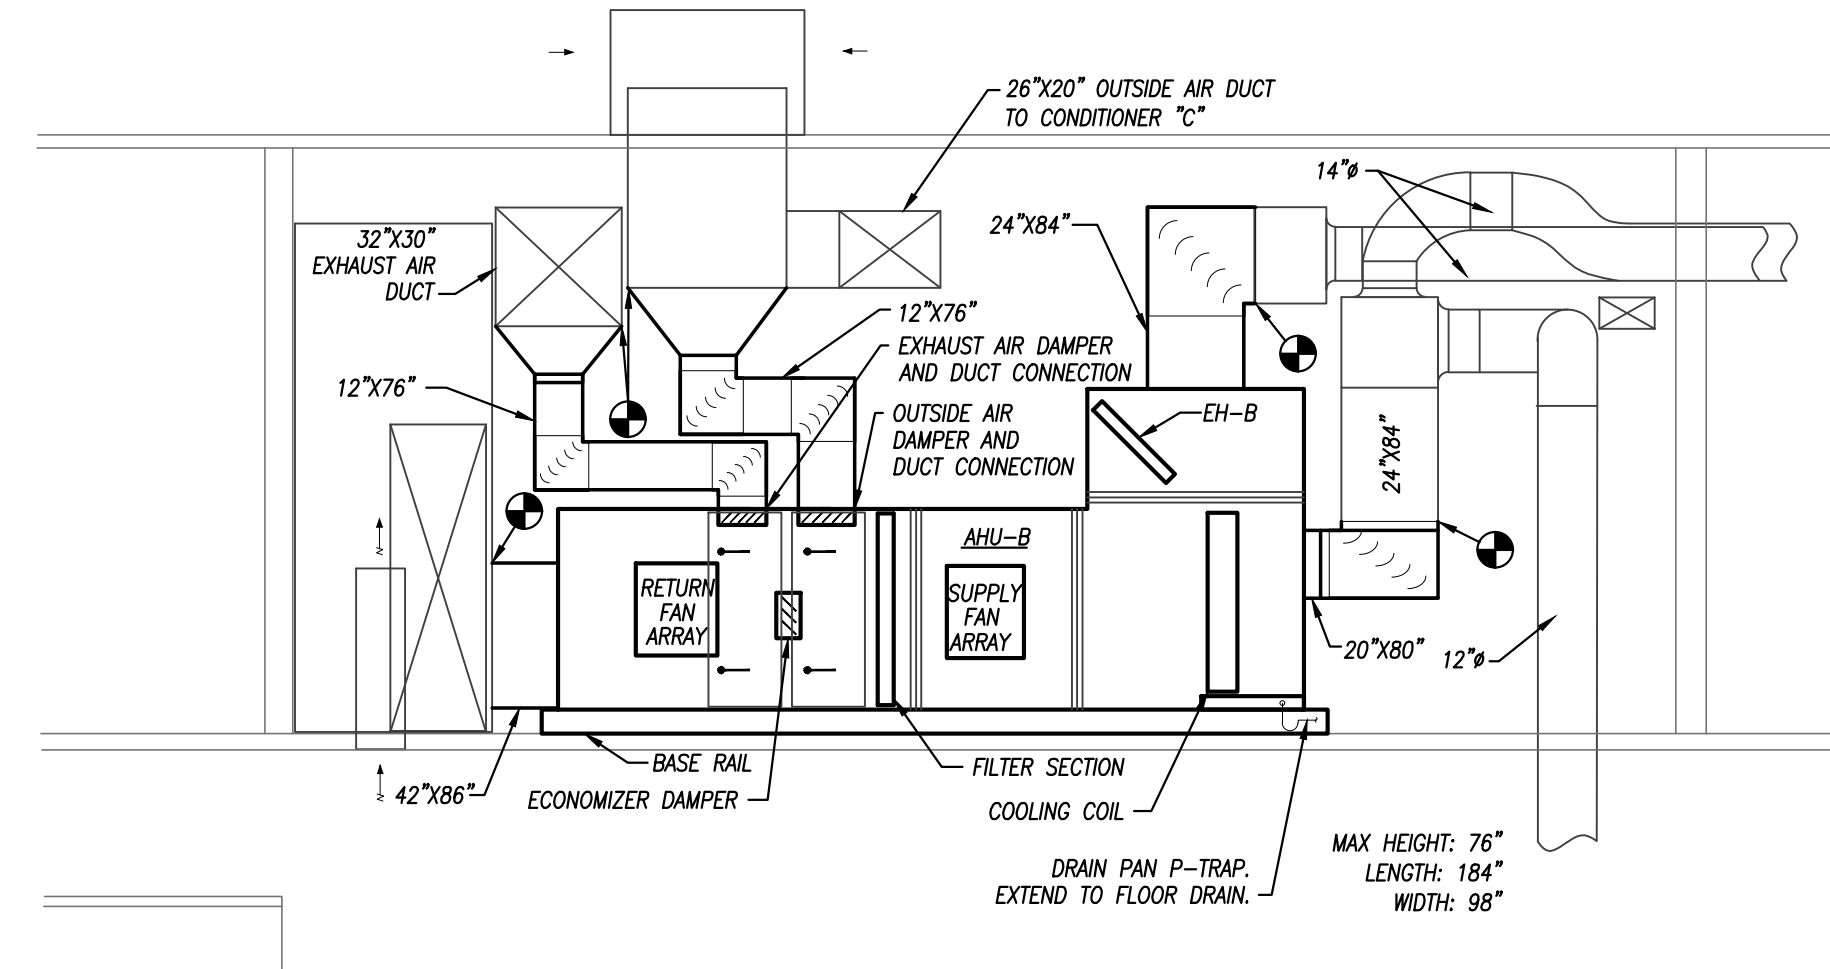 26"X20" OUTSIDE AIR DUCT
TO CONDITIONER "C"
14"ø
32"X30"
EXHAUST AIR
DUCT
24"X84"
12"X76"
EXHAUST AIR DAMPER
AND DUCT CONNECTION
12"X76"
OUTSIDE AIR
DAMPER AND
DUCT CONNECTION
EH-B
24"X84"
AHU-B
RETURN
FAN
ARRAY
SUPPLY
FAN
ARRAY
20"X80"
12"ø
BASE RAIL
FILTER SECTION
42"X86"
ECONOMIZER DAMPER
COOLING COIL
DRAIN PAN P-TRAP.
EXTEND TO FLOOR DRAIN.
MAX HEIGHT: 76"
LENGTH: 184"
WIDTH: 98"